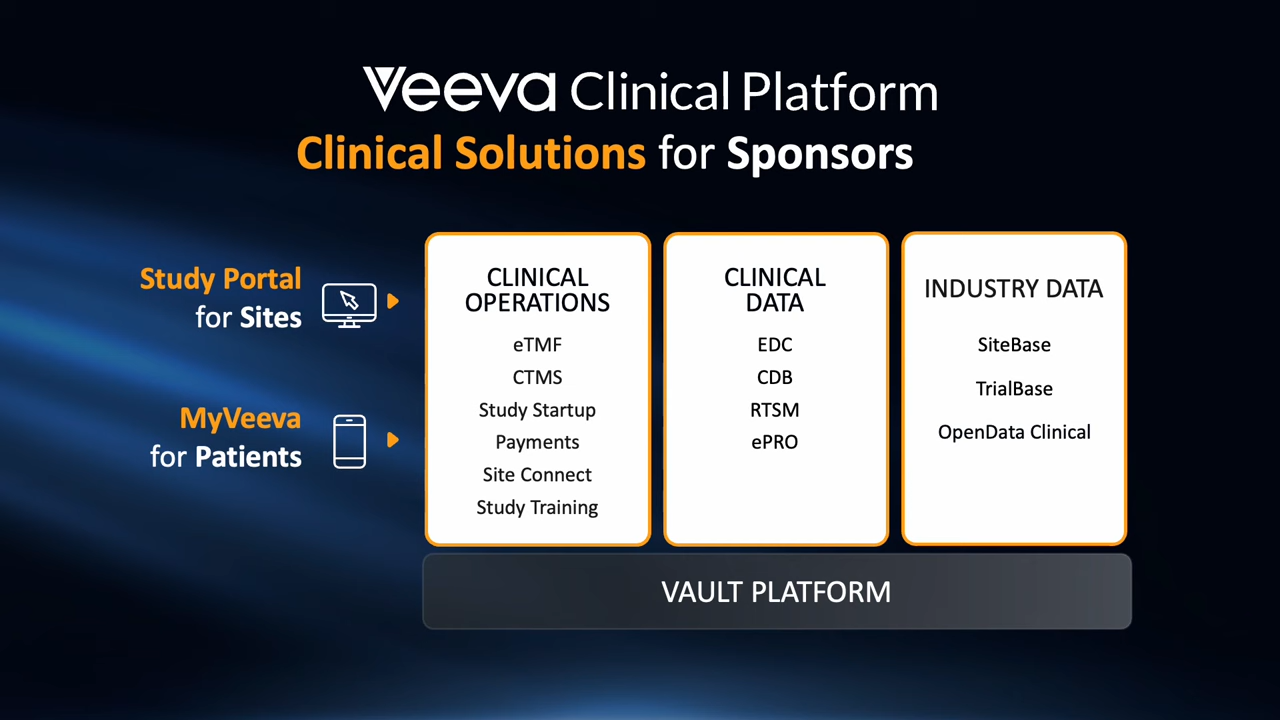 Veeva Clinical Platform
Clinical Solutions for Sponsors
Study Portal
for Sites
MyVeeva
for Patients
CLINICAL
OPERATIONS
eTMF
CTMS
Study Startup
Payments
Site Connect
Study Training
CLINICAL
DATA
EDC
CDB
RTSM
ePRO
INDUSTRY DATA
SiteBase
TrialBase
OpenData Clinical
VAULT PLATFORM